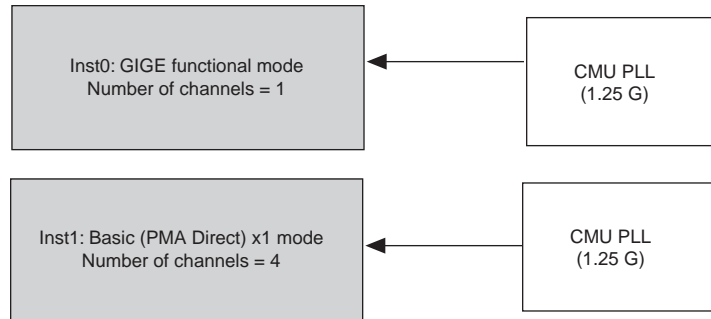 Inst0: GIGE functional mode
Number of channels = 1
CMU PLL
(1.25 G)
Inst1: Basic (PMA Direct) x1 mode
Number of channels = 4
CMU PLL
(1.25 G)